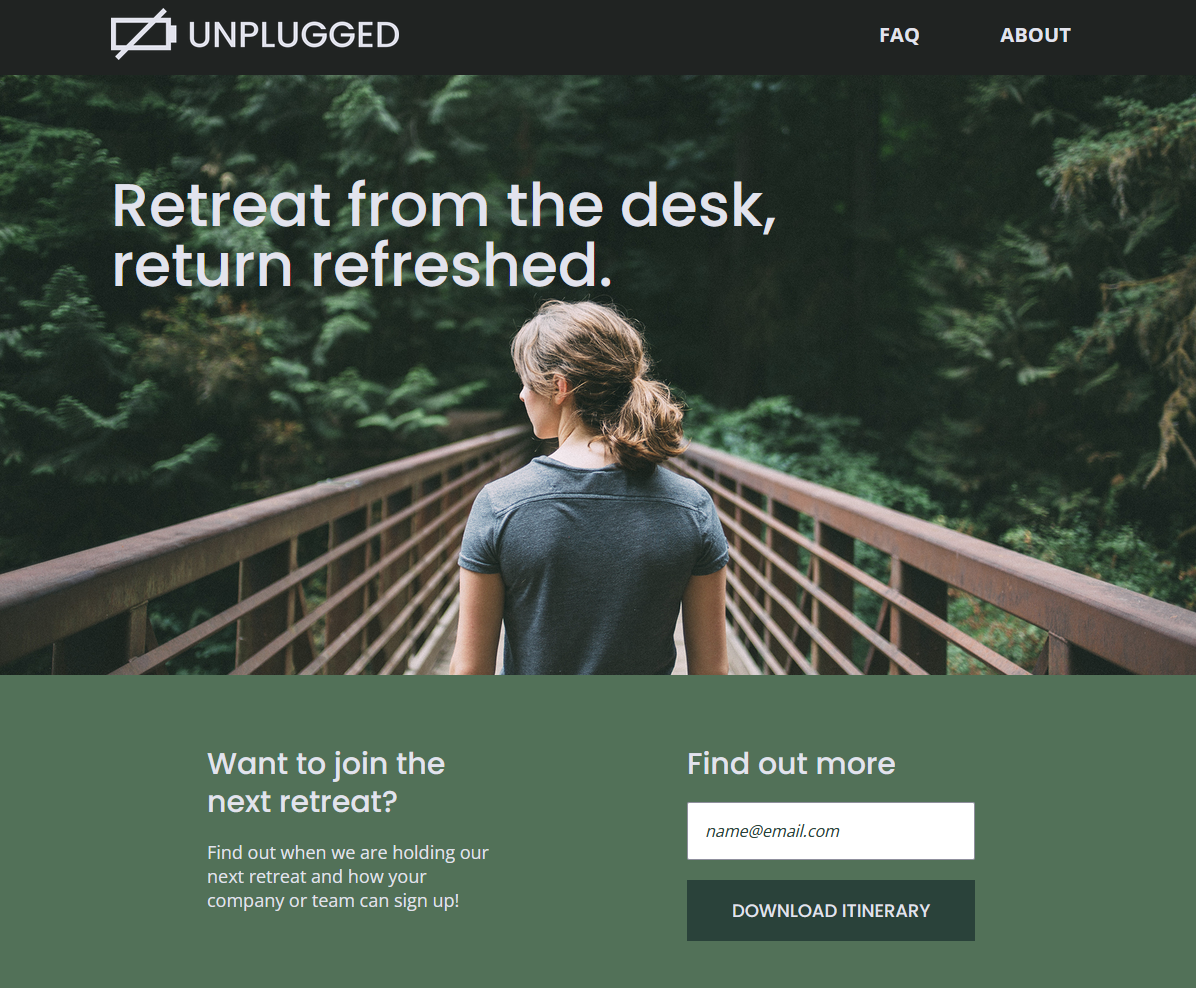 UNPLUGGED
FAQ
ABOUT
Retreat from the desk,
return refreshed.
Want to join the
next retreat?
Find out when we are holding our
next retreat and how your
company or team can sign up!
Find out more
name@email.com
DOWNLOAD ITINERARY